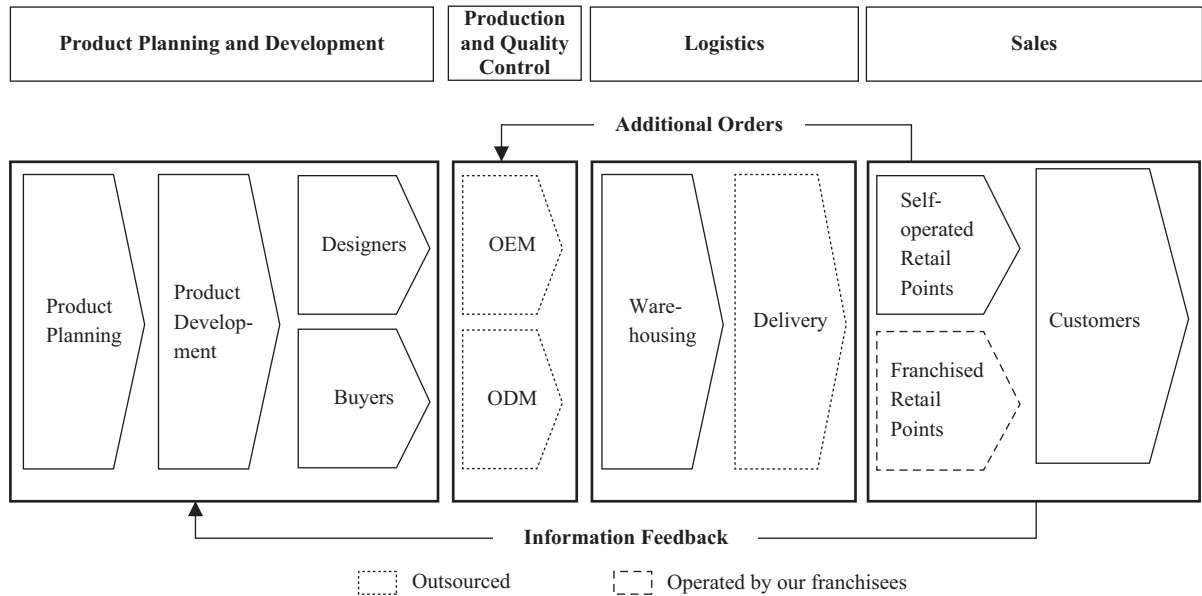 Product Planning and Development
Production
and Quality
Control
Logistics
Sales
Additional Orders
Product
Planning
Product
Develop-
ment
Designers
Buyers
OEM
ODM
Ware-
housing
Delivery
Self-
operated
Retail
Points
Franchised
Retail
Points
Customers
Information Feedback
Outsourced
Operated by our franchisees